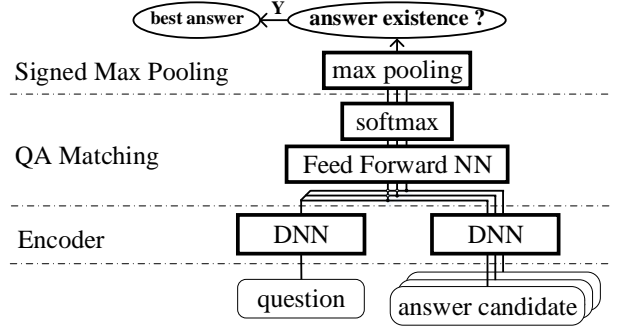 best answer
Y
answer existence ?
Signed Max Pooling
max pooling
softmax
QA Matching
Feed Forward NN
Encoder
DNN
DNN
question
answer candidate